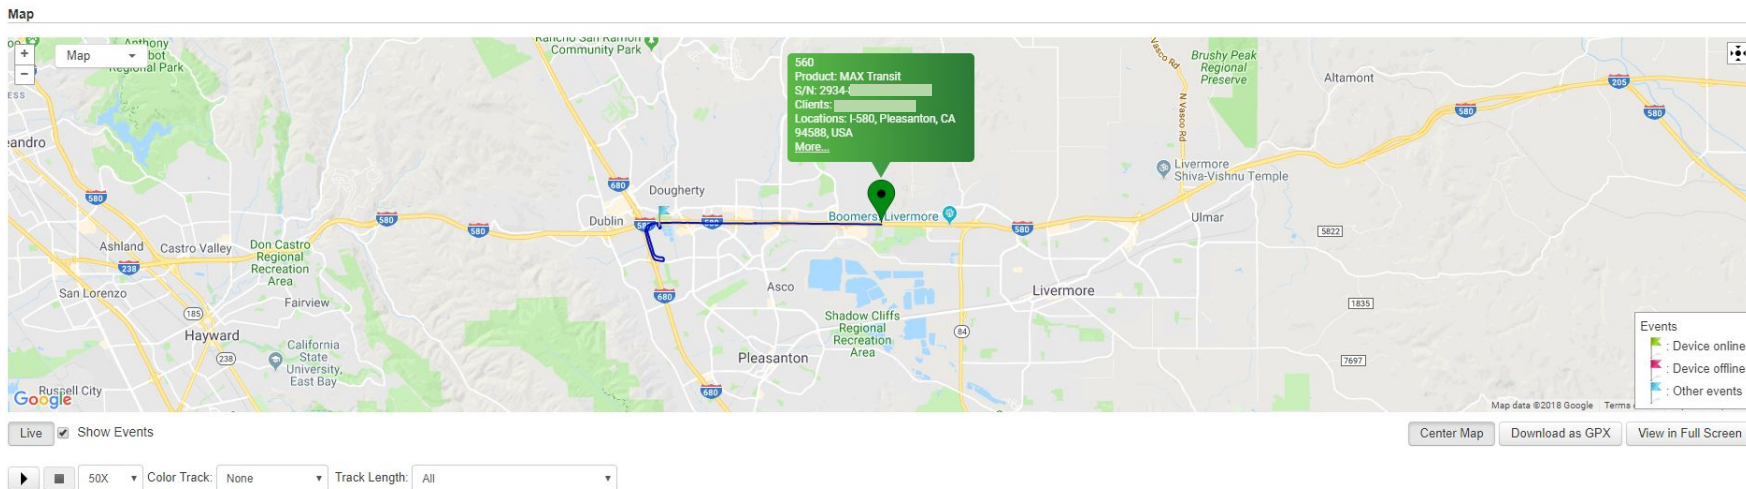 Map
Map
+
−
Anthony
bot
Regional Park
Rancho San Ramon
Community Park
560
Product: MAX Transit
S/N: 2934-
Clients:
Locations: I-580, Pleasanton, CA
94588, USA
More...
Vasco Rd
N Vasco Rd
Brushy Peak
Regional
Preserve
Altamont
205
580
580
ESS
eandro
580
680
Dougherty
Livermore
Shiva-Vishnu Temple
Dublin
580
580
580
Boomers Livermore
580
Ulmar
5822
Ashland
Castro Valley
Don Castro
Regional
Recreation
Area
238
San Lorenzo
Fairview
185
Hayward
238
California
State
University,
East Bay
680
Asco
Livermore
1835
Shadow Cliffs
Regional
Recreation
Area
84
Pleasanton
7697
680
Russell City
Google
Events
: Device online
: Device offline
: Other events
Map data ©2018 Google
Terms
Live
Show Events
Center Map
Download as GPX
View in Full Screen
50X
Color Track:
None
Track Length:
All